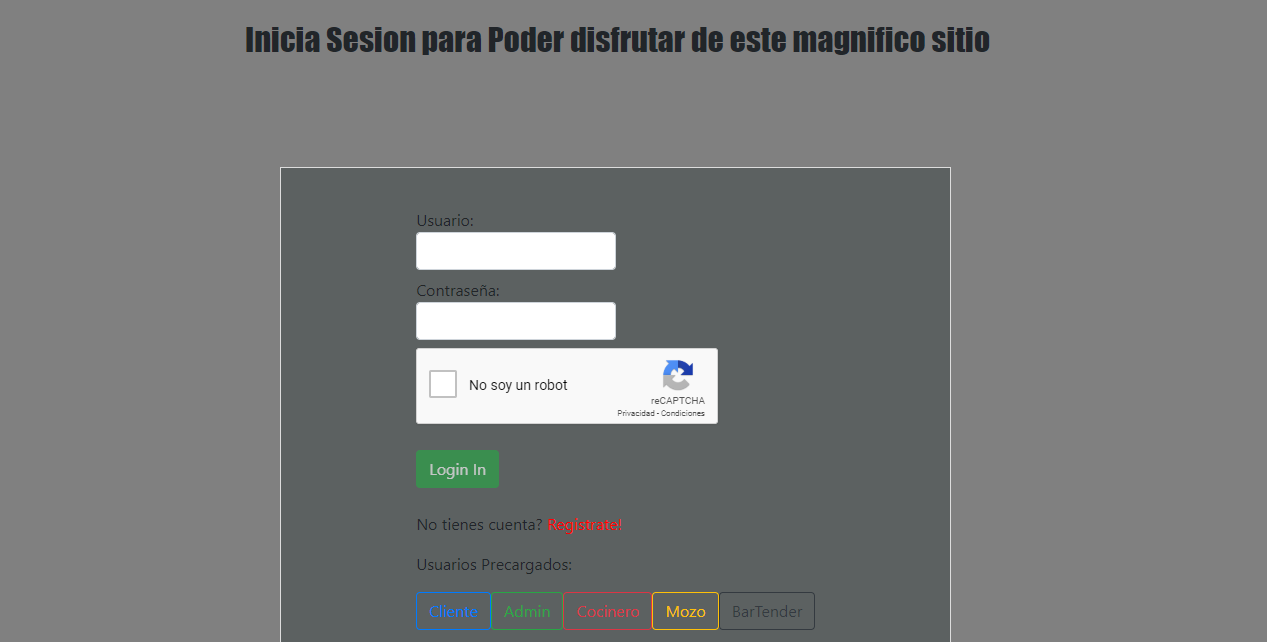 Inicia Sesion para Poder disfrutar de este magnifico sitio
Usuario:
Contraseña:
No soy un robot
reCAPTCHA
Privacidad - Condiciones
Login In
No tienes cuenta? Registrate!
Usuarios Precargados:
Cliente Admin Cocinero Mozo BarTender